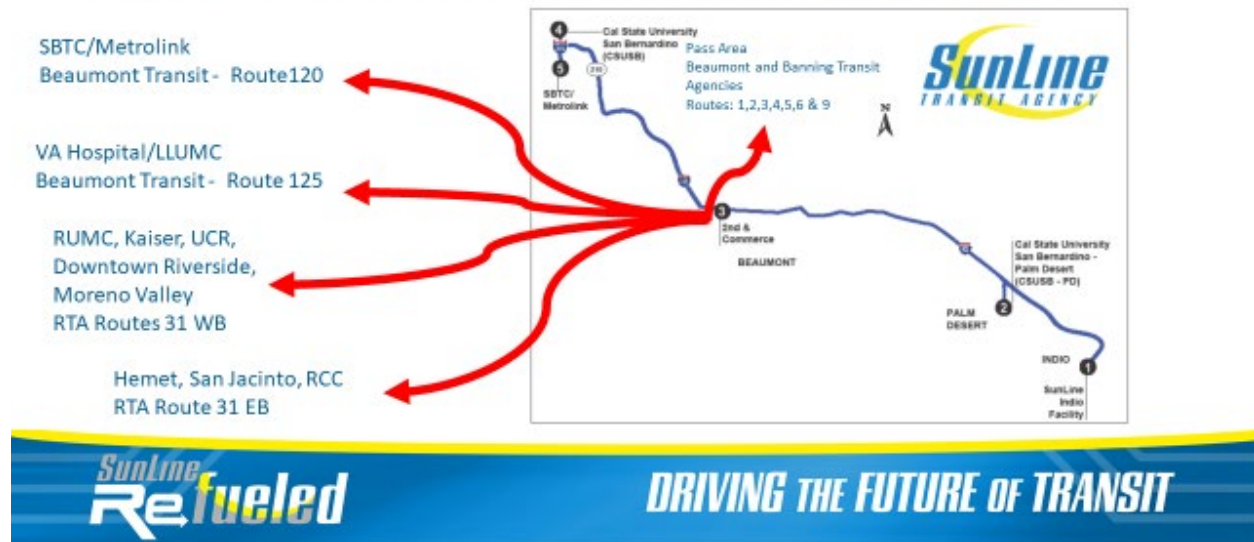 SBTC/Metrolink
Beaumont Transit - Route120
VA Hospital/LLUMC
Beaumont Transit - Route 125
RUMC, Kaiser, UCR,
Downtown Riverside,
Moreno Valley
RTA Routes 31 WB
Hemet, San Jacinto, RCC
RTA Route 31 EB
4
Cal State University
San Bernardino
(CSUSB)
5
210
SBTC/
Metrolink
Pass Area
Beaumont and Banning Transit
Agencies
Routes: 1,2,3,4,5,6 & 9
SunLine
TRANSIT AGENCY
N
3
2nd &
Commerce
BEAUMONT
Cal State University
San Bernardino -
Palm Desert
(CSUSB - PD)
2
PALM
DESERT
INDIO
1
SunLine
Indio
Facility
SunLine
Refueled
DRIVING THE FUTURE OF TRANSIT